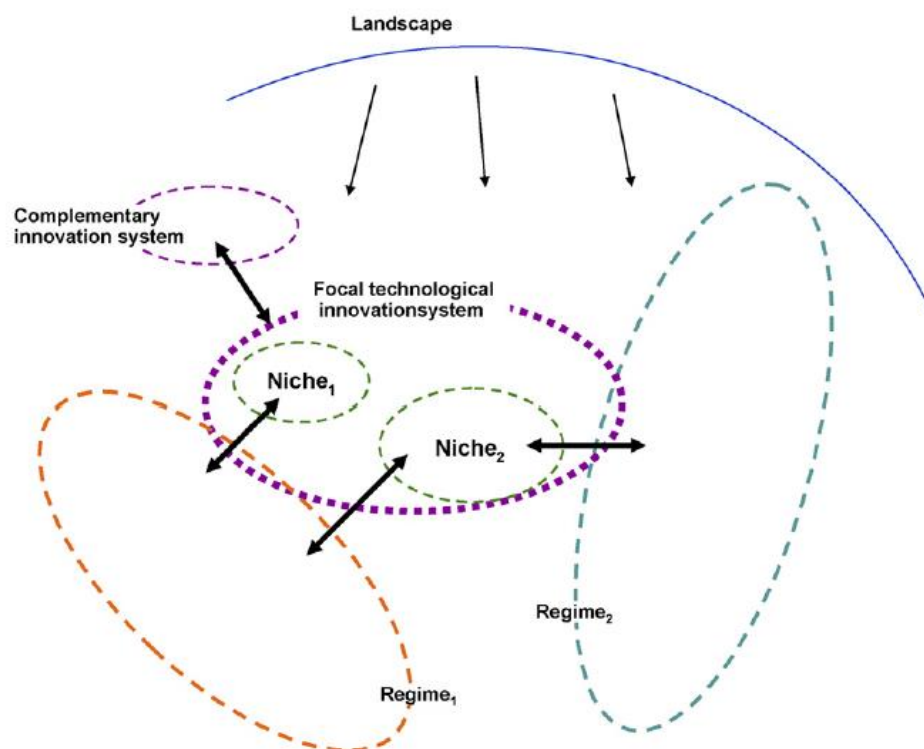 Landscape
Complementary
innovation system
Focal technological
innovationsystem
Niche₁
Niche₂
Regime₂
Regime₁